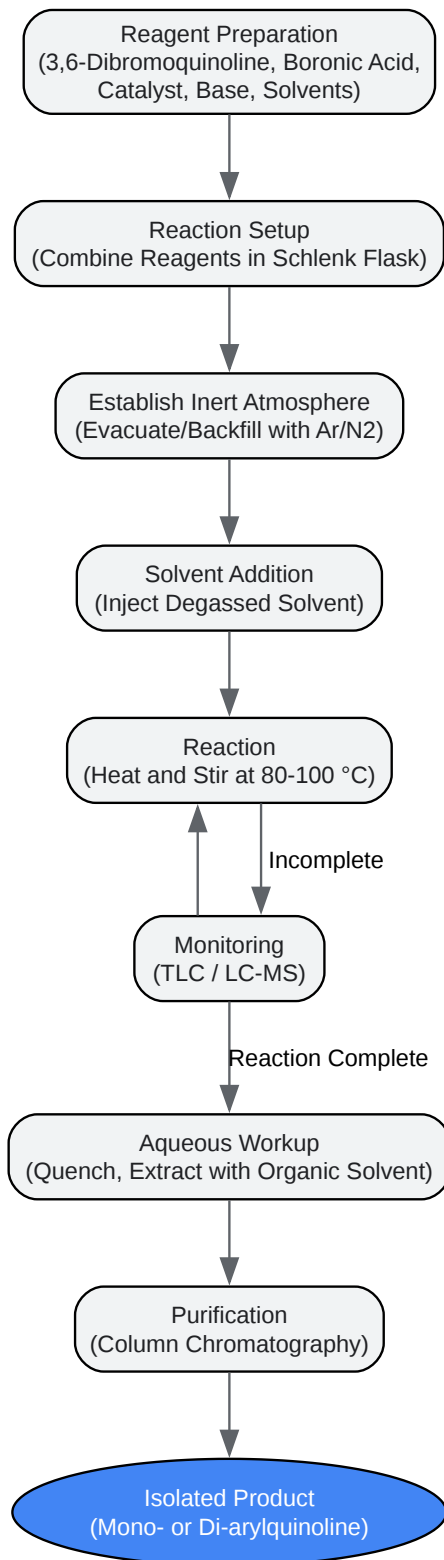 Reagent Preparation
(3,6-Dibromoquinoline, Boronic Acid,
Catalyst, Base, Solvents)
Reaction Setup
(Combine Reagents in Schlenk Flask)
Establish Inert Atmosphere
(Evacuate/Backfill with Ar/N2)
Solvent Addition
(Inject Degassed Solvent)
Reaction
(Heat and Stir at 80-100 °C)
Incomplete
Monitoring
(TLC / LC-MS)
Reaction Complete
Aqueous Workup
(Quench, Extract with Organic Solvent)
Purification
(Column Chromatography)
Isolated Product
(Mono- or Di-arylquinoline)